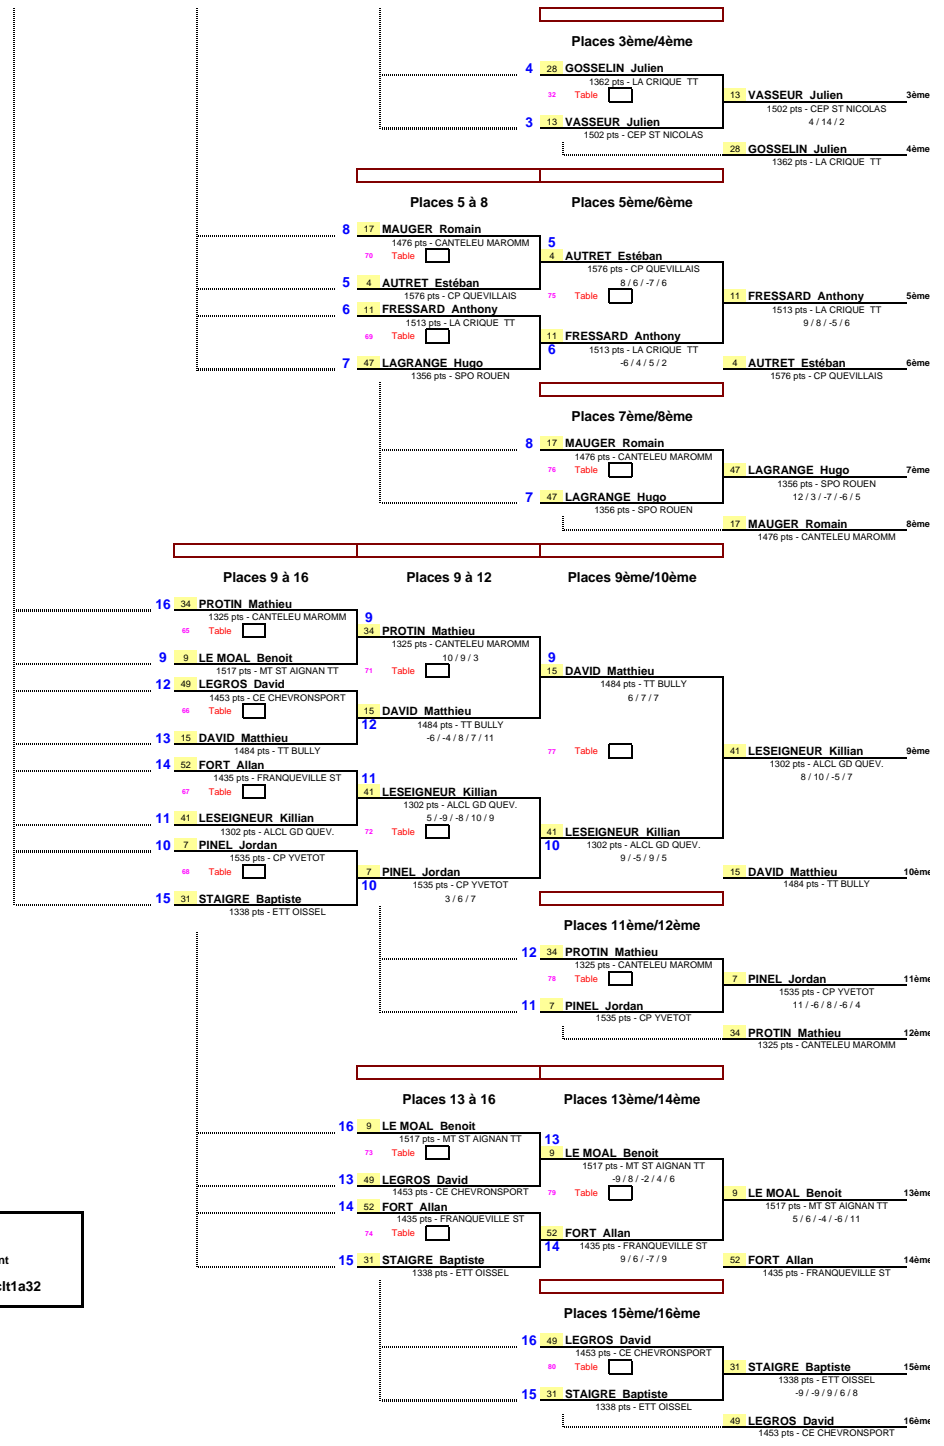 Places 3ème/4ème
4 28 GOSSELIN Julien
1362 pts - LA CRIQUE TT
32 Table
13 VASSEUR Julien 3ème
1502 pts - CEP ST NICOLAS
4 / 14 / 2
3 13 VASSEUR Julien
1502 pts - CEP ST NICOLAS
28 GOSSELIN Julien 4ème
1362 pts - LA CRIQUE TT
Places 5 à 8 Places 5ème/6ème
8 17 MAUGER Romain
1476 pts - CANTELEU MAROMM
70 Table
5
4 AUTRET Estéban
1576 pts - CP QUEVILLAIS
8 / 6 / -7 / 6
5 4 AUTRET Estéban
1576 pts - CP QUEVILLAIS
75 Table
11 FRESSARD Anthony 5ème
1513 pts - LA CRIQUE TT
9 / 8 / -5 / 6
6 11 FRESSARD Anthony
1513 pts - LA CRIQUE TT
69 Table
11 FRESSARD Anthony
6 1513 pts - LA CRIQUE TT
-6 / 4 / 5 / 2
7 47 LAGRANGE Hugo
1356 pts - SPO ROUEN
4 AUTRET Estéban 6ème
1576 pts - CP QUEVILLAIS
Places 7ème/8ème
8 17 MAUGER Romain
1476 pts - CANTELEU MAROMM
76 Table
47 LAGRANGE Hugo 7ème
1356 pts - SPO ROUEN
12 / 3 / -7 / -6 / 5
7 47 LAGRANGE Hugo
1356 pts - SPO ROUEN
17 MAUGER Romain 8ème
1476 pts - CANTELEU MAROMM
Places 9 à 16 Places 9 à 12 Places 9ème/10ème
16 34 PROTIN Mathieu
1325 pts - CANTELEU MAROMM
65 Table
9
34 PROTIN Mathieu
1325 pts - CANTELEU MAROMM
10 / 9 / 3
9 9 LE MOAL Benoit
1517 pts - MT ST AIGNAN TT
71 Table
9
15 DAVID Matthieu
1484 pts - TT BULLY
6 / 7 / 7
12 49 LEGROS David
1453 pts - CE CHEVRONSPORT
66 Table
15 DAVID Matthieu
12 1484 pts - TT BULLY
-6 / -4 / 8 / 7 / 11
13 15 DAVID Matthieu
1484 pts - TT BULLY
77 Table
41 LESEIGNEUR Killian 9ème
1302 pts - ALCL GD QUEV.
8 / 10 / -5 / 7
14 52 FORT Allan
1435 pts - FRANQUEVILLE ST
67 Table
11
41 LESEIGNEUR Killian
1302 pts - ALCL GD QUEV.
5 / -9 / -8 / 10 / 9
11 41 LESEIGNEUR Killian
1302 pts - ALCL GD QUEV.
72 Table
41 LESEIGNEUR Killian
10 1302 pts - ALCL GD QUEV.
9 / -5 / 9 / 5
10 7 PINEL Jordan
1535 pts - CP YVETOT
68 Table
7 PINEL Jordan
10 1535 pts - CP YVETOT
3 / 6 / 7
15 DAVID Matthieu 10ème
1484 pts - TT BULLY
15 31 STAIGRE Baptiste
1338 pts - ETT OISSEL
Places 11ème/12ème
12 34 PROTIN Mathieu
1325 pts - CANTELEU MAROMM
78 Table
7 PINEL Jordan 11ème
1535 pts - CP YVETOT
11 / -6 / 8 / -6 / 4
11 7 PINEL Jordan
1535 pts - CP YVETOT
34 PROTIN Mathieu 12ème
1325 pts - CANTELEU MAROMM
Places 13 à 16 Places 13ème/14ème
16 9 LE MOAL Benoit
1517 pts - MT ST AIGNAN TT
73 Table
13
9 LE MOAL Benoit
1517 pts - MT ST AIGNAN TT
-9 / 8 / -2 / 4 / 6
13 49 LEGROS David
1453 pts - CE CHEVRONSPORT
79 Table
9 LE MOAL Benoit 13ème
1517 pts - MT ST AIGNAN TT
5 / 6 / -4 / -6 / 11
14 52 FORT Allan
1435 pts - FRANQUEVILLE ST
74 Table
52 FORT Allan
14 1435 pts - FRANQUEVILLE ST
9 / 6 / -7 / 9
15 31 STAIGRE Baptiste
1338 pts - ETT OISSEL
52 FORT Allan 14ème
1435 pts - FRANQUEVILLE ST
nt
clt1a32
Places 15ème/16ème
16 49 LEGROS David
1453 pts - CE CHEVRONSPORT
80 Table
31 STAIGRE Baptiste 15ème
1338 pts - ETT OISSEL
-9 / -9 / 9 / 6 / 8
15 31 STAIGRE Baptiste
1338 pts - ETT OISSEL
49 LEGROS David 16ème
1453 pts - CE CHEVRONSPORT